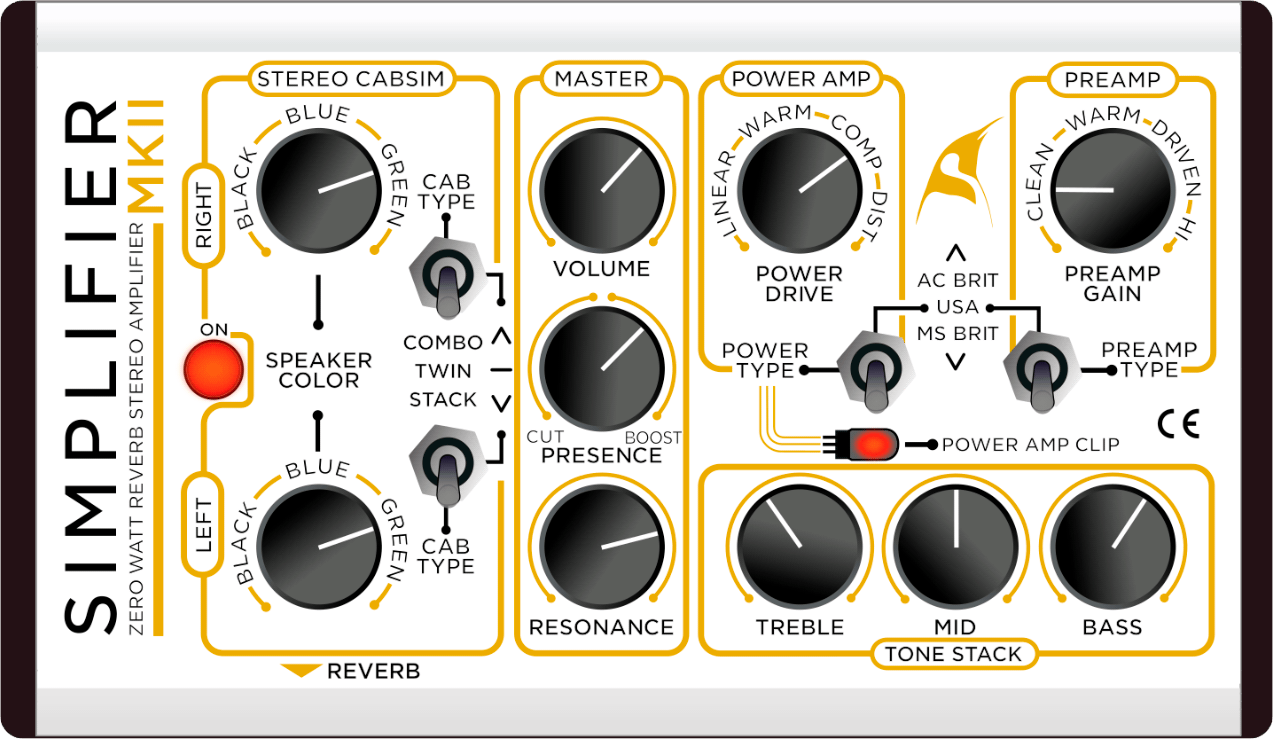 SIMPLIFIER
MKII
ZERO WATT REVERB STEREO AMPLIFIER
STEREO CABSIM
RIGHT
BLACK
BLUE
GREEN
CAB
TYPE
ON
SPEAKER
COLOR
COMBO
TWIN
STACK
LEFT
BLACK
BLUE
GREEN
CAB
TYPE
REVERB
MASTER
VOLUME
CUT
BOOST
PRESENCE
RESONANCE
POWER AMP
LINEAR
WARM
COMP
DIST
POWER
DRIVE
POWER
TYPE
AC BRIT
USA
MS BRIT
PREAMP
CLEAN
WARM
DRIVEN
HI
PREAMP
GAIN
PREAMP
TYPE
CE
POWER AMP CLIP
TREBLE
MID
BASS
TONE STACK